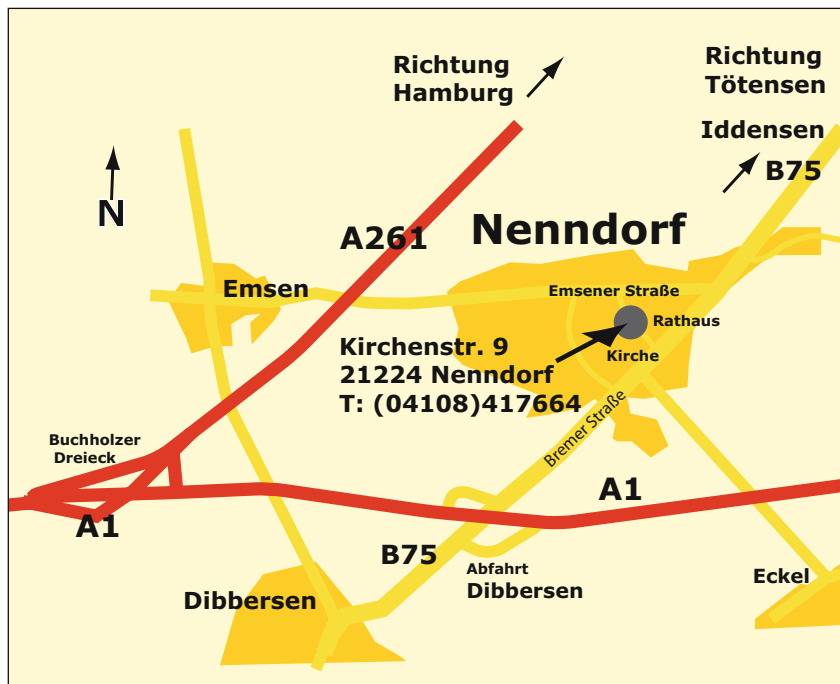 Richtung
Hamburg
Richtung
Tötensen
Iddensen
B75
N
A261
Nenndorf
Emsen
Emsener Straße
Rathaus
Kirche
Kirchenstr. 9
21224 Nenndorf
T: (04108)417664
Bremer Straße
Buchholzer
Dreieck
A1
A1
B75
Abfahrt
Dibbersen
Eckel
Dibbersen